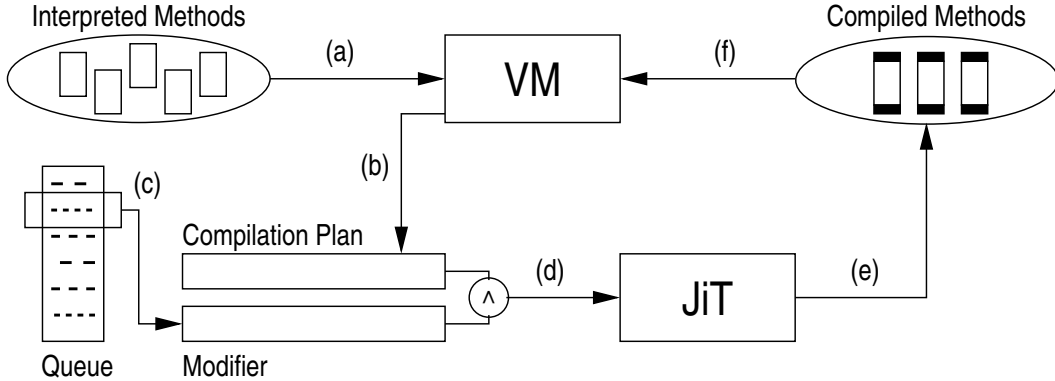 Interpreted Methods
Compiled Methods
(a)
VM
(f)
(b)
(c)
Compilation Plan
(d)
^
JiT
(e)
Queue
Modifier